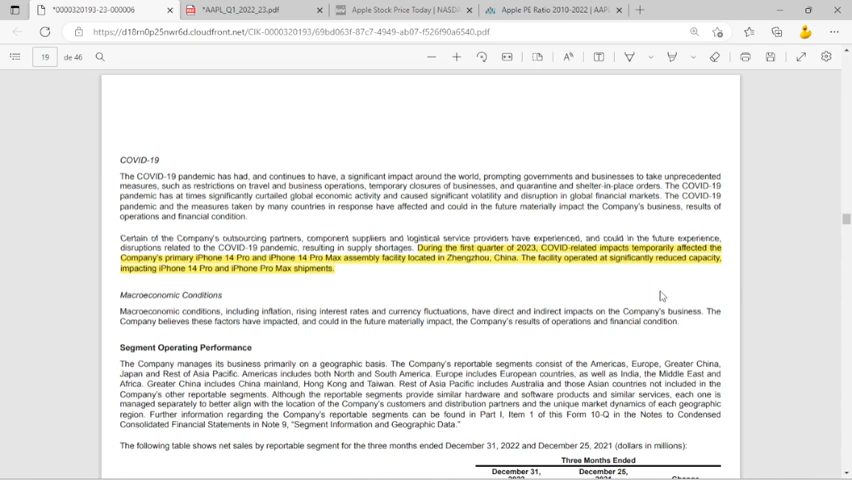 *0000320193-23-000006
*AAPL_Q1_2022_23.pdf
Apple Stock Price Today | NASDA
Apple PE Ratio 2010-2022 | AAPL
https://d18rn0p25nwr6d.cloudfront.net/CIK-0000320193/69bd063f-87c7-4949-ab07-f526f90a6540.pdf
19 de 46
COVID-19
The COVID-19 pandemic has had, and continues to have, a significant impact around the world, prompting governments and businesses to take unprecedented
measures, such as restrictions on travel and business operations, temporary closures of businesses, and quarantine and shelter-in-place orders. The COVID-19
pandemic has at times significantly curtailed global economic activity and caused significant volatility and disruption in global financial markets. The COVID-19
pandemic and the measures taken by many countries in response have affected and could in the future materially impact the Company's business, results of
operations and financial condition.
Certain of the Company's outsourcing partners, component suppliers and logistical service providers have experienced, and could in the future experience,
disruptions related to the COVID-19 pandemic, resulting in supply shortages. During the first quarter of 2023, COVID-related impacts temporarily affected the
Company's primary iPhone 14 Pro and iPhone 14 Pro Max assembly facility located in Zhengzhou, China. The facility operated at significantly reduced capacity,
impacting iPhone 14 Pro and iPhone Pro Max shipments.
Macroeconomic Conditions
Macroeconomic conditions, including inflation, rising interest rates and currency fluctuations, have direct and indirect impacts on the Company's business. The
Company believes these factors have impacted, and could in the future materially impact, the Company's results of operations and financial condition.
Segment Operating Performance
The Company manages its business primarily on a geographic basis. The Company's reportable segments consist of the Americas, Europe, Greater China,
Japan and Rest of Asia Pacific. Americas includes both North and South America. Europe includes European countries, as well as India, the Middle East and
Africa. Greater China includes China mainland, Hong Kong and Taiwan. Rest of Asia Pacific includes Australia and those Asian countries not included in the
Company's other reportable segments. Although the reportable segments provide similar hardware and software products and similar services, each one is
managed separately to better align with the location of the Company's customers and distribution partners and the unique market dynamics of each geographic
region. Further information regarding the Company's reportable segments can be found in Part I, Item 1 of this Form 10-Q in the Notes to Condensed
Consolidated Financial Statements in Note 9, "Segment Information and Geographic Data."
The following table shows net sales by reportable segment for the three months ended December 31, 2022 and December 25, 2021 (dollars in millions):
Three Months Ended
December 31, December 25,
2022 2021 Change